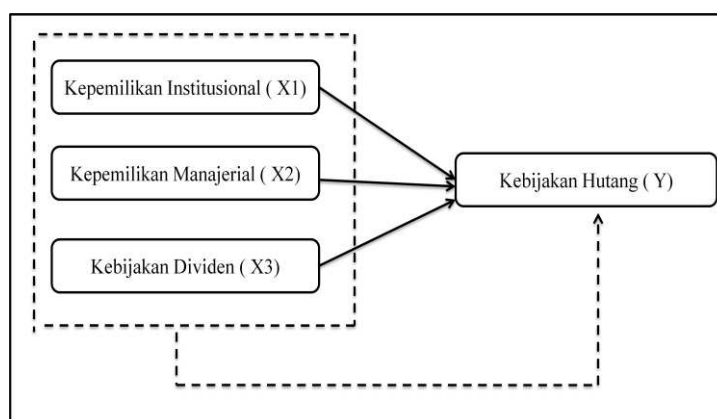 Kepemilikan Institusional ( X1)
Kepemilikan Manajerial ( X2)
Kebijakan Hutang ( Y)
Kebijakan Dividen ( X3)